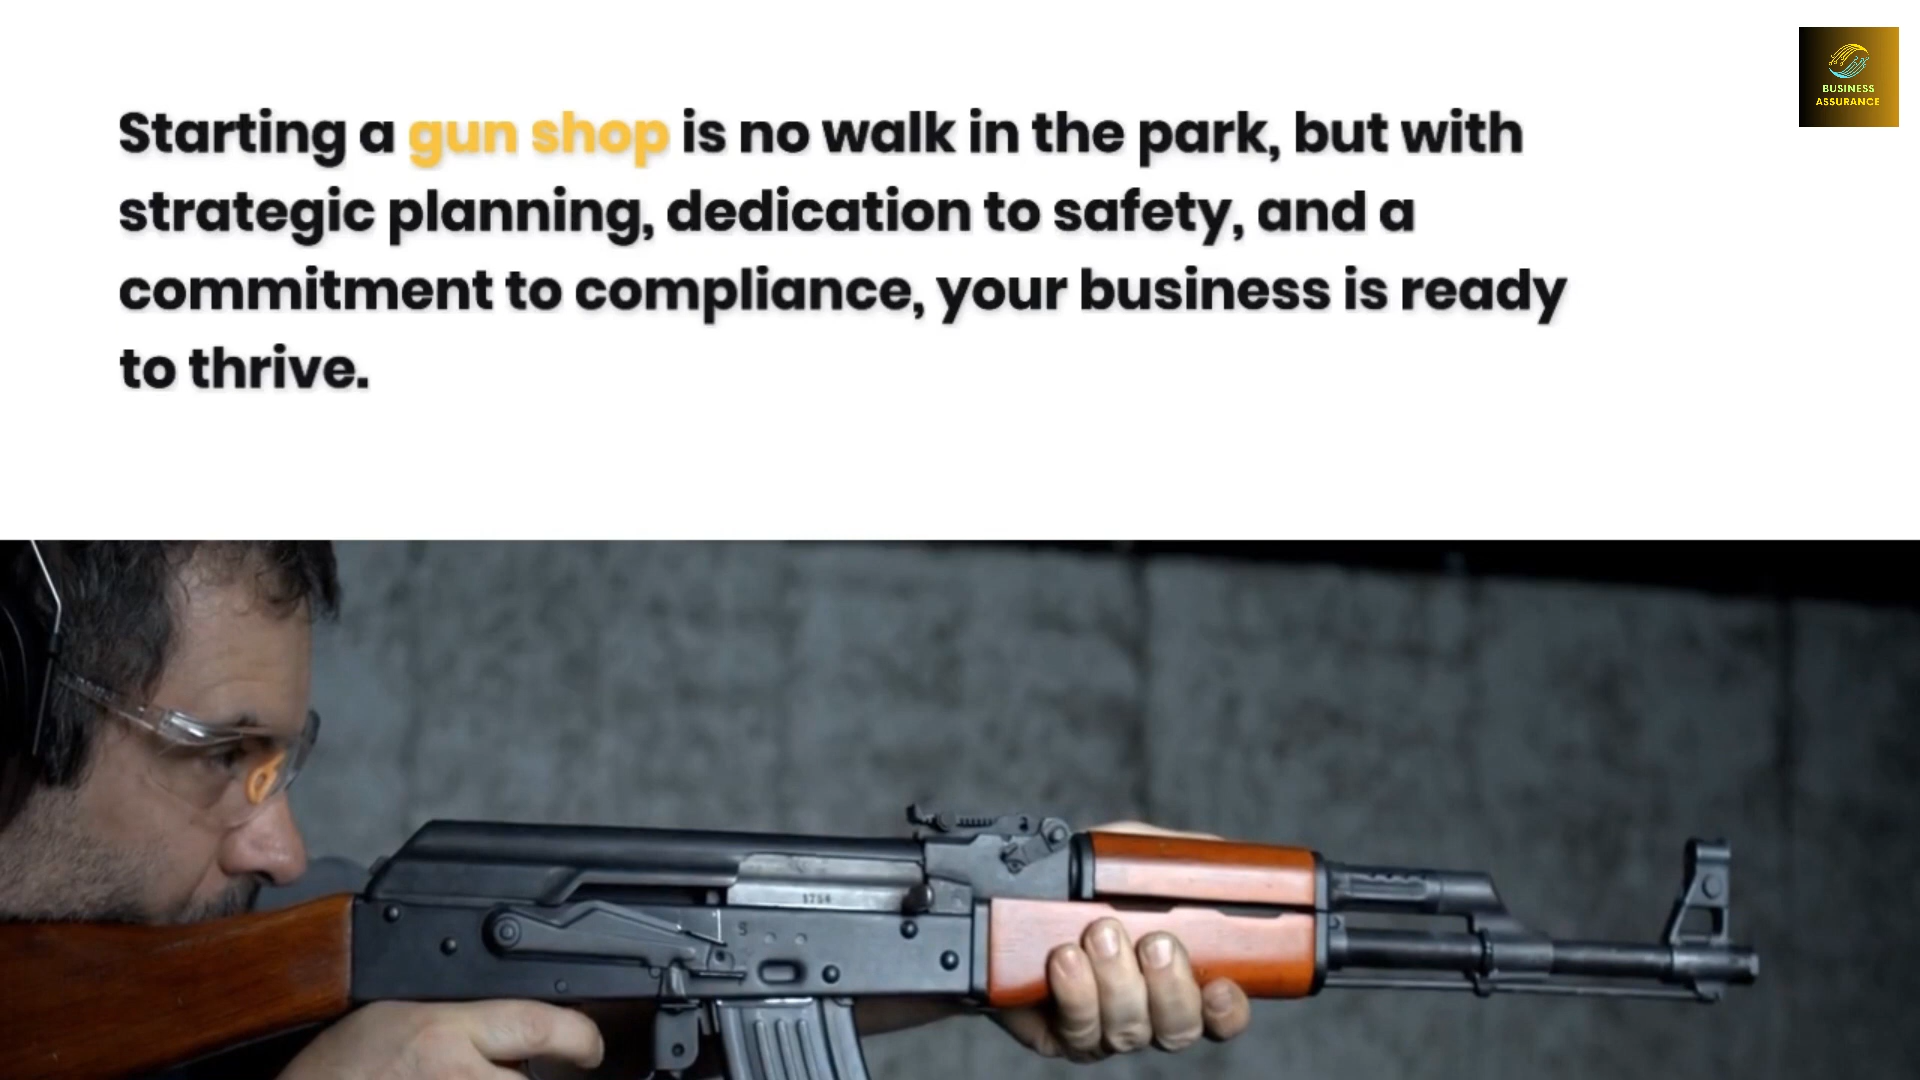 Starting a gun shop is no walk in the park, but with
strategic planning, dedication to safety, and a
commitment to compliance, your business is ready
to thrive.
BUSINESS
ASSURANCE
S